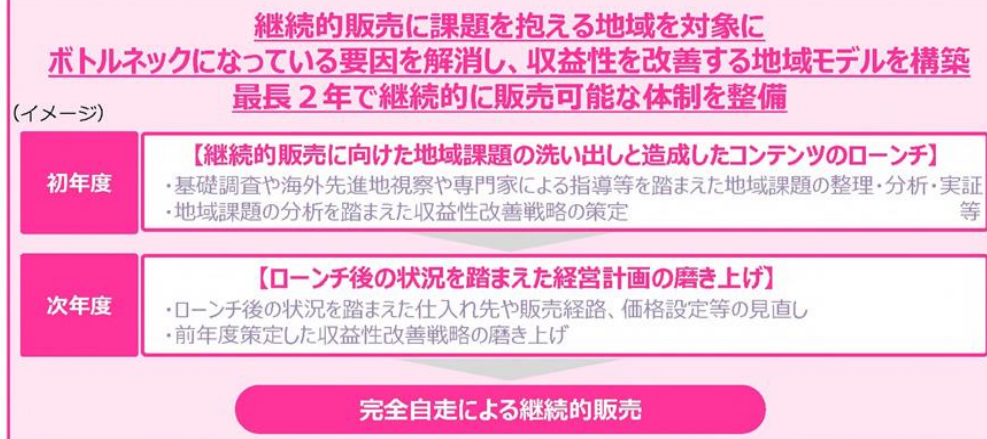 継続的販売に課題を抱える地域を対象に
ボトルネックになっている要因を解消し、収益性を改善する地域モデルを構築
最長２年で継続的に販売可能な体制を整備
(イメージ)
初年度
【継続的販売に向けた地域課題の洗い出しと造成したコンテンツのローンチ】
・基礎調査や海外先進地視察や専門家による指導等を踏まえた地域課題の整理・分析・実証
・地域課題の分析を踏まえた収益性改善戦略の策定 等
次年度
【ローンチ後の状況を踏まえた経営計画の磨き上げ】
・ローンチ後の状況を踏まえた仕入れ先や販売経路、価格設定等の見直し
・前年度策定した収益性改善戦略の磨き上げ
完全自走による継続的販売